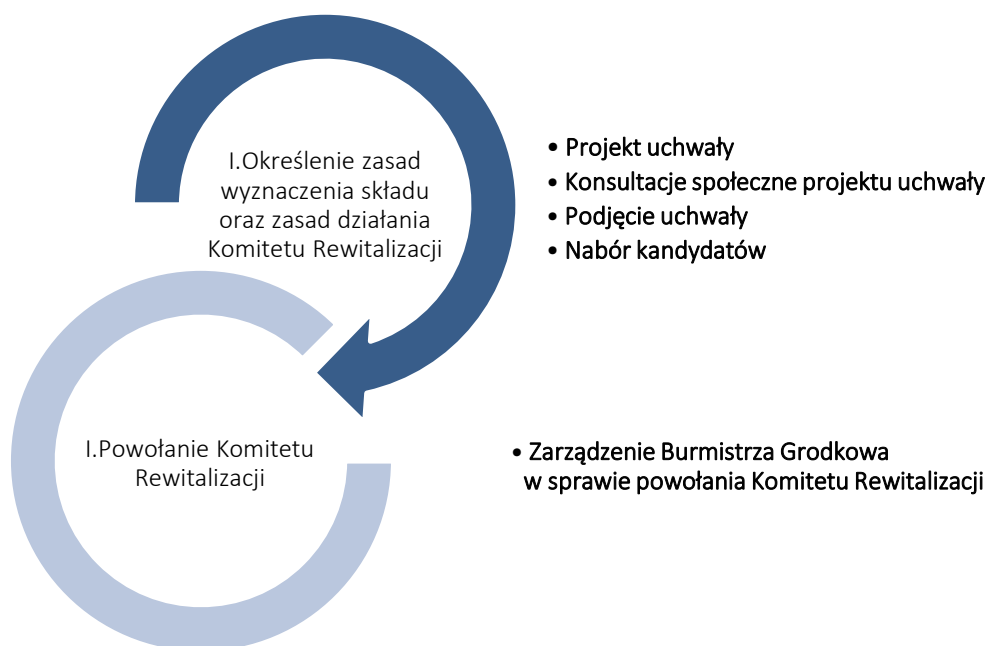 I.Określenie zasad
wyznaczenia składu
oraz zasad działania
Komitetu Rewitalizacji
• Projekt uchwały
• Konsultacje społeczne projektu uchwały
• Podjęcie uchwały
• Nabór kandydatów
I.Powołanie Komitetu
Rewitalizacji
• Zarządzenie Burmistrza Grodkowa
w sprawie powołania Komitetu Rewitalizacji